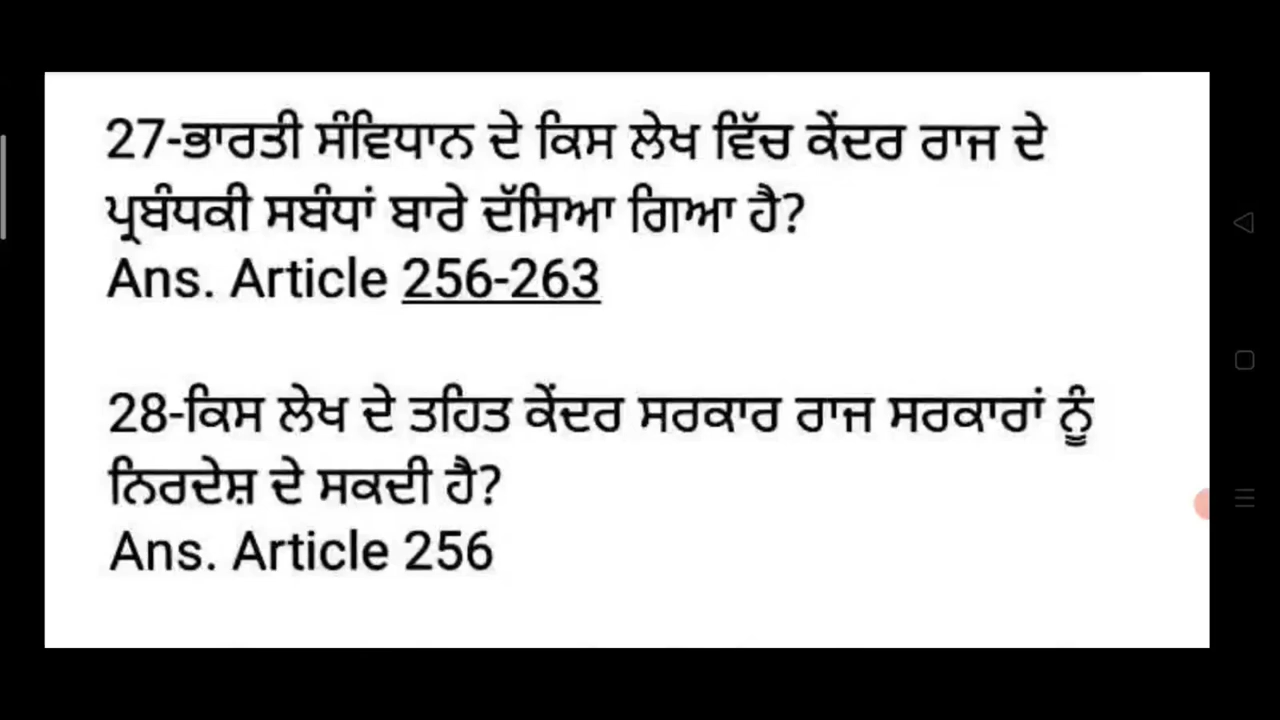 27-ਭਾਰਤੀ ਸੰਵਿਧਾਨ ਦੇ ਕਿਸ ਲੇਖ ਵਿੱਚ ਕੇਂਦਰ ਰਾਜ ਦੇ
ਪ੍ਰਬੰਧਕੀ ਸਬੰਧਾਂ ਬਾਰੇ ਦੱਸਿਆ ਗਿਆ ਹੈ?
Ans. Article 256-263
28-ਕਿਸ ਲੇਖ ਦੇ ਤਹਿਤ ਕੇਂਦਰ ਸਰਕਾਰ ਰਾਜ ਸਰਕਾਰਾਂ ਨੂੰ
ਨਿਰਦੇਸ਼ ਦੇ ਸਕਦੀ ਹੈ?
Ans. Article 256